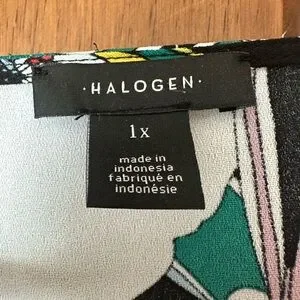 ·HALOGEN·
1x
made in
indonesia
fabriqué en
indonésie